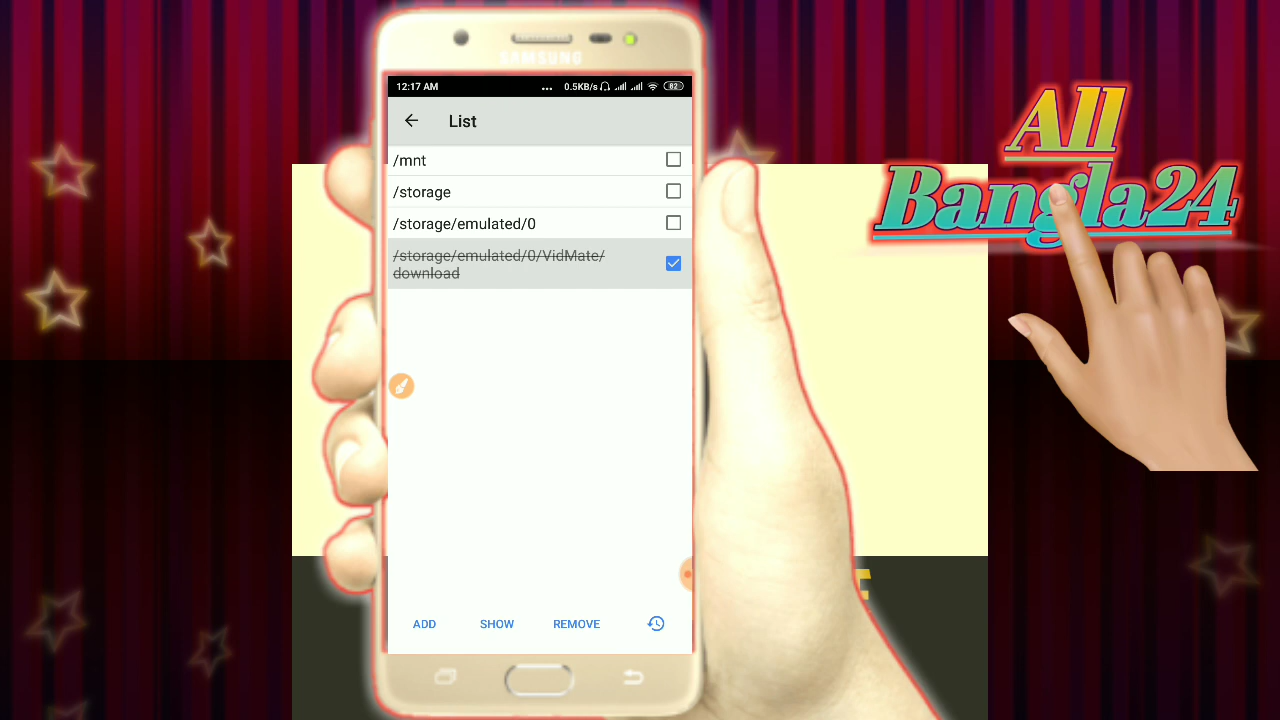 SAMSUNG
12:17 AM ... 0.5KB/s 82
List
/mnt
/storage
/storage/emulated/0
/storage/emulated/0/VidMate/
download
ADD SHOW REMOVE
All
Bangla24